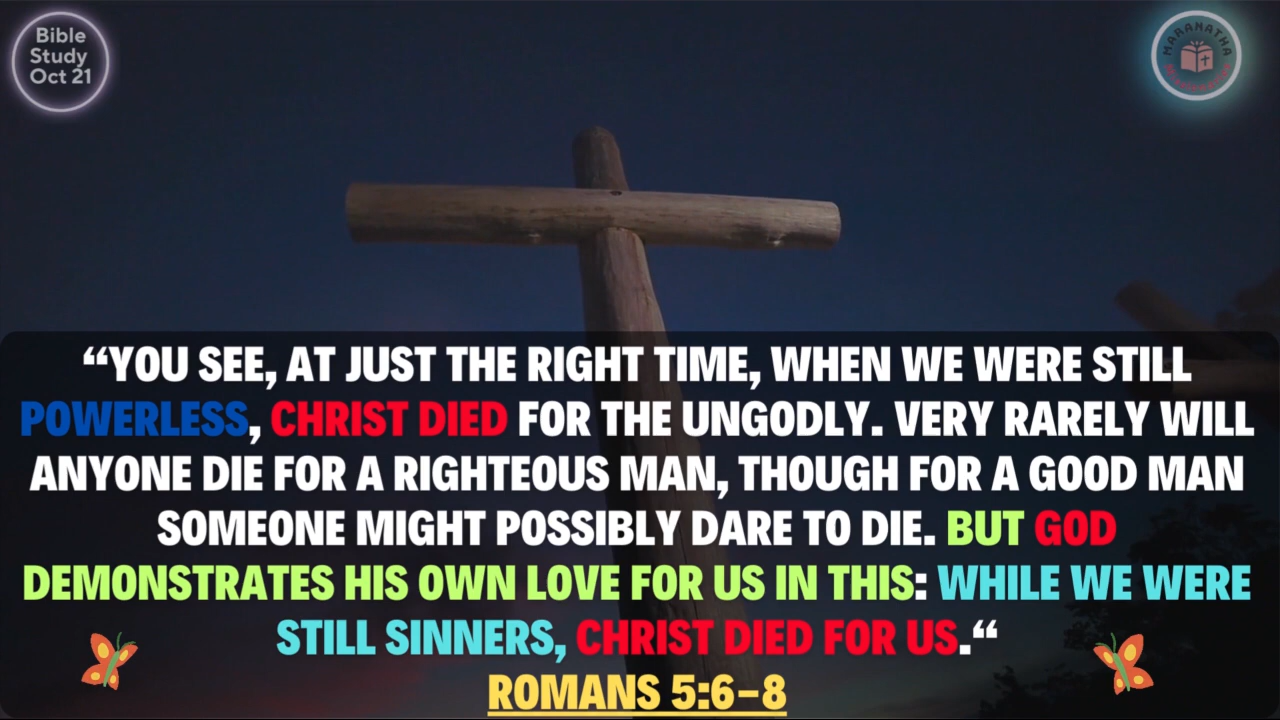 Bible
Study
Oct 21
MARANATHA
“YOU SEE, AT JUST THE RIGHT TIME, WHEN WE WERE STILL
POWERLESS, CHRIST DIED FOR THE UNGODLY. VERY RARELY WILL
ANYONE DIE FOR A RIGHTEOUS MAN, THOUGH FOR A GOOD MAN
SOMEONE MIGHT POSSIBLY DARE TO DIE. BUT GOD
DEMONSTRATES HIS OWN LOVE FOR US IN THIS: WHILE WE WERE
STILL SINNERS, CHRIST DIED FOR US.“
ROMANS 5:6–8